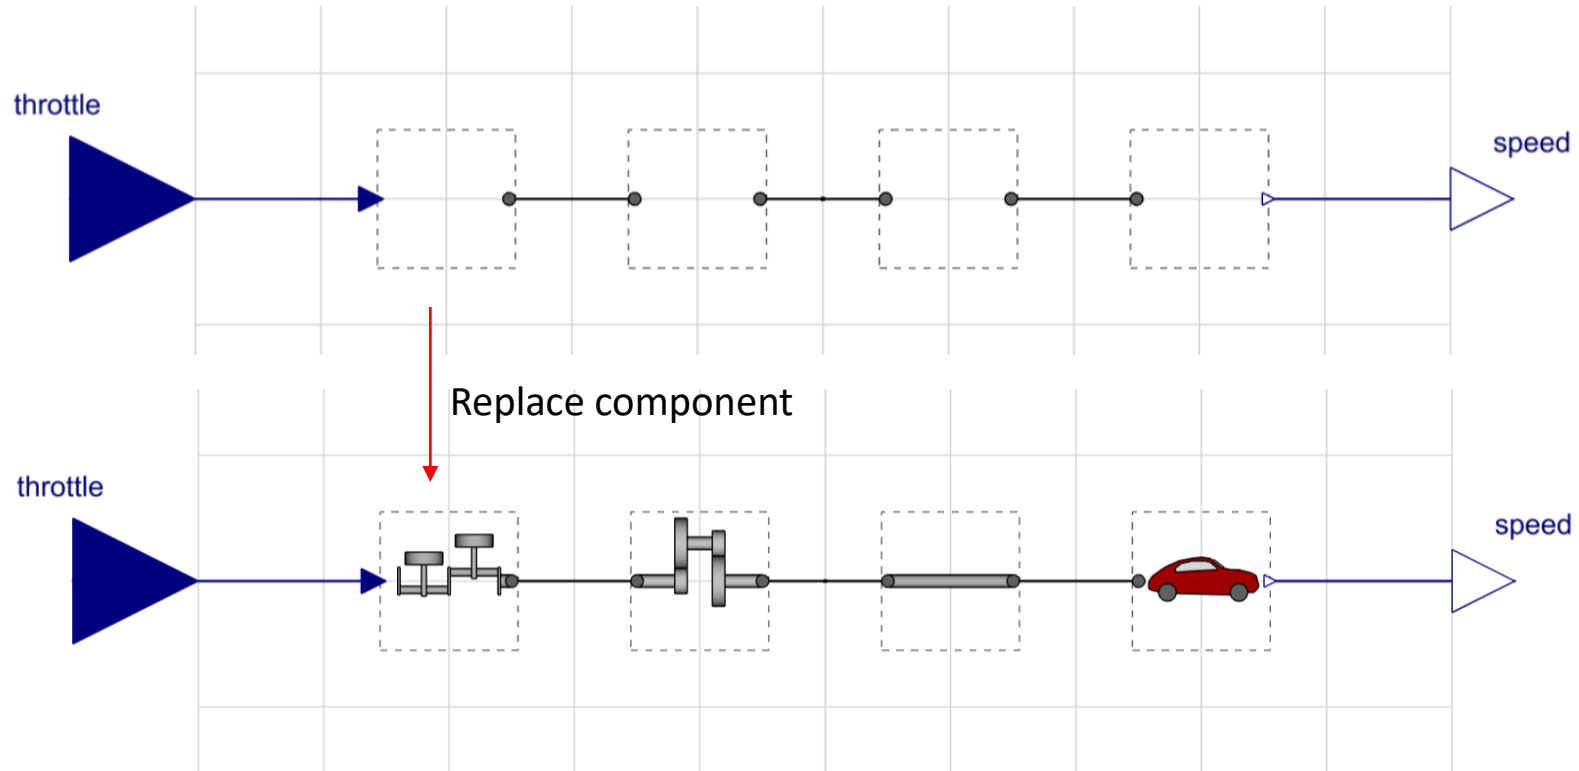 throttle
speed
Replace component
throttle
speed